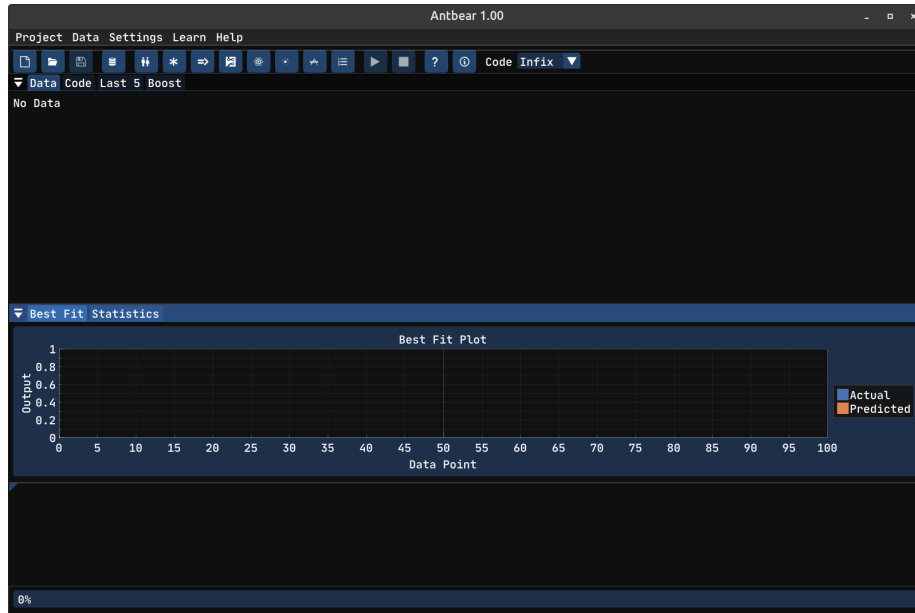 Antbear 1.00
Project Data Settings Learn Help
? Code Infix
Data Code Last 5 Boost
No Data
Best Fit Statistics
Best Fit Plot
1
0.8
0.6
0.4
0.2
0
Output
Actual
Predicted
0 5 10 15 20 25 30 35 40 45 50 55 60 65 70 75 80 85 90 95 100
Data Point
0%